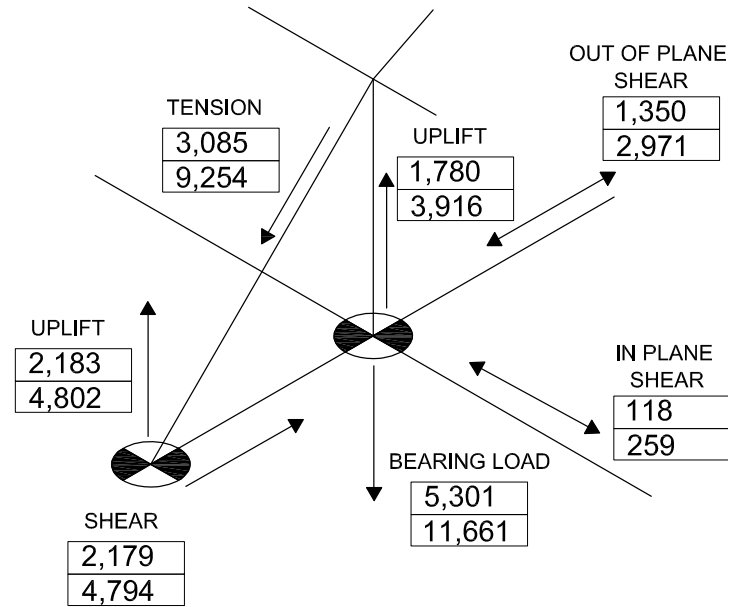 OUT OF PLANE
SHEAR
1,350
2,971
TENSION
3,085
9,254
UPLIFT
1,780
3,916
UPLIFT
2,183
4,802
IN PLANE
SHEAR
118
259
BEARING LOAD
5,301
11,661
SHEAR
2,179
4,794